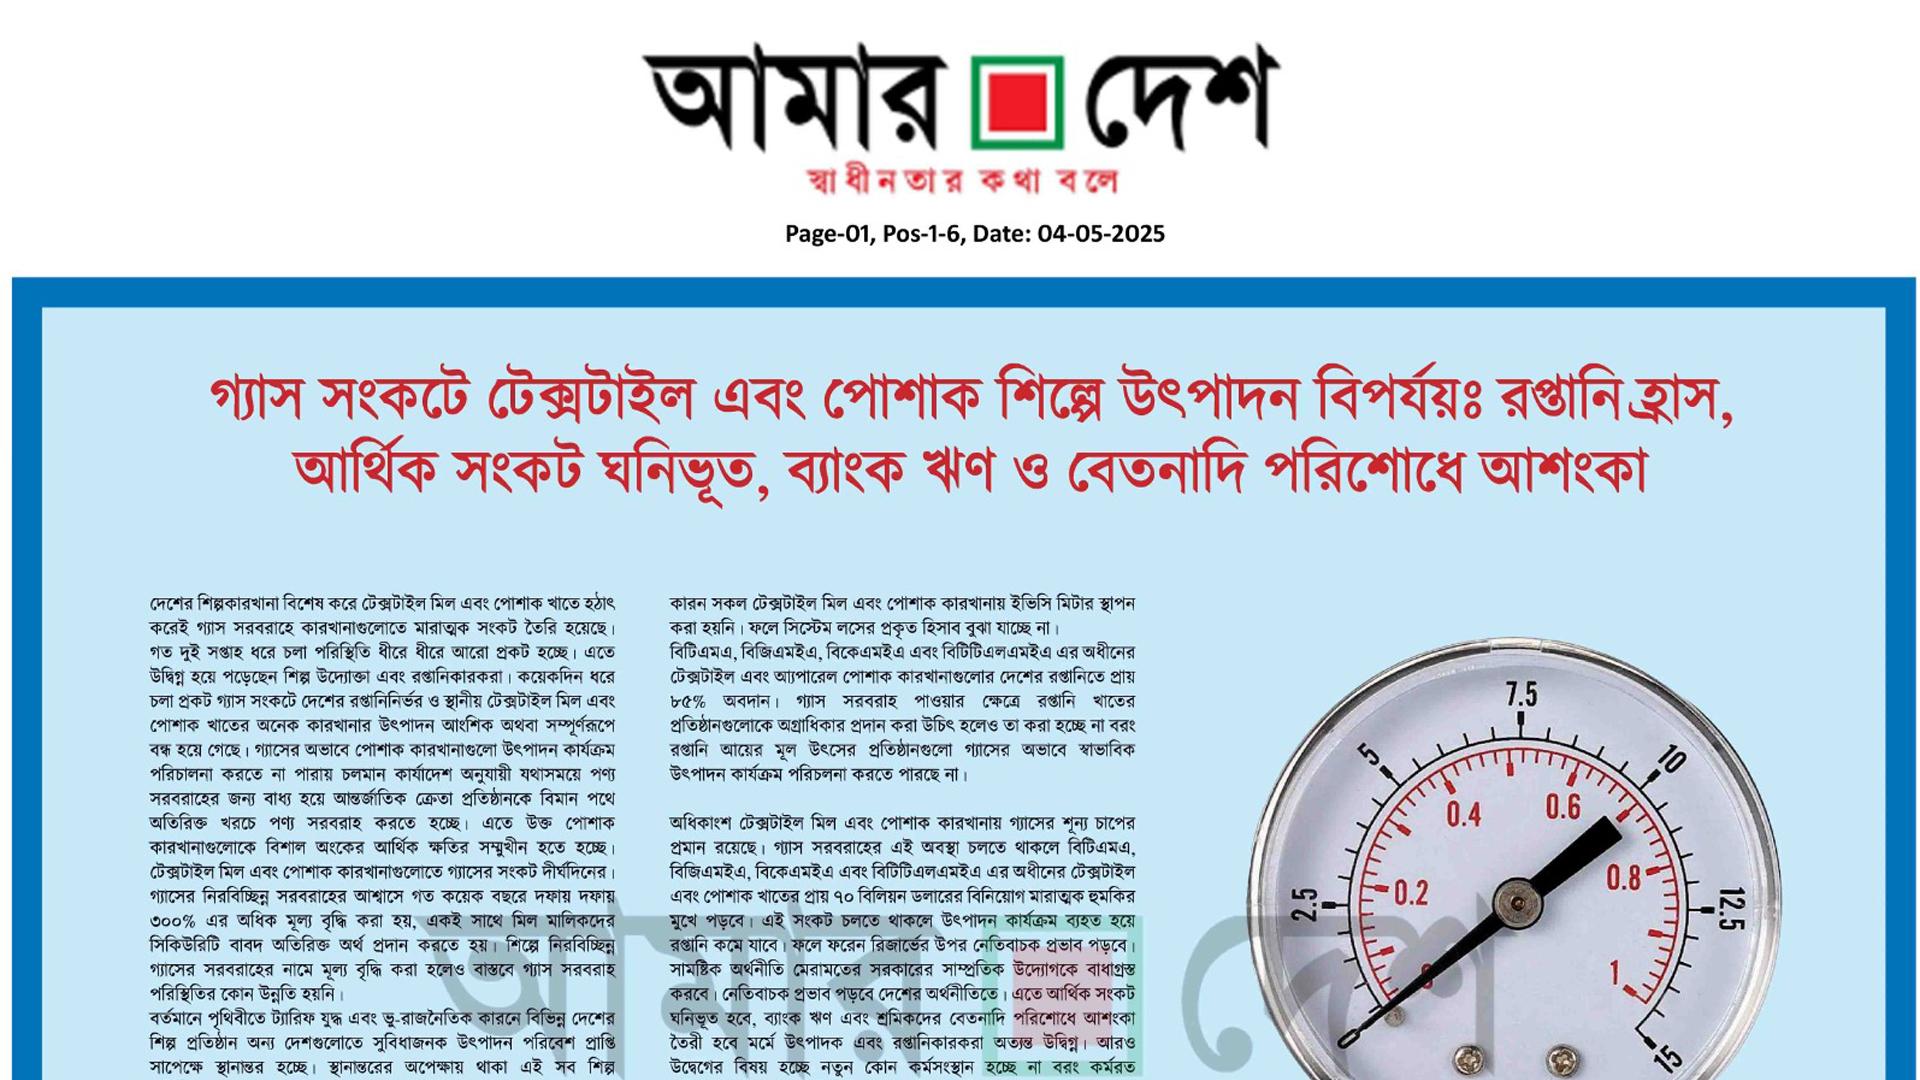 আমার দেশ
স্বাধীনতার কথা বলে
Page-01, Pos-1-6, Date: 04-05-2025
গ্যাস সংকটে টেক্সটাইল এবং পোশাক শিল্পে উৎপাদন বিপর্যয়ঃ রপ্তানি হ্রাস,
আর্থিক সংকট ঘনিভূত, ব্যাংক ঋণ ও বেতনাদি পরিশোধে আশংকা
দেশের শিল্পকারখানা বিশেষ করে টেক্সটাইল মিল এবং পোশাক খাতে হঠাৎ
করেই গ্যাস সরবরাহে কারখানাগুলোতে মারাত্মক সংকট তৈরি হয়েছে।
গত দুই সপ্তাহ ধরে চলা পরিস্থিতি ধীরে ধীরে আরো প্রকট হচ্ছে। এতে
উদ্বিগ্ন হয়ে পড়েছেন শিল্প উদ্যোক্তা এবং রপ্তানিকারকরা। কয়েকদিন ধরে
চলা প্রকট গ্যাস সংকটে দেশের রপ্তানিনির্ভর ও স্থানীয় টেক্সটাইল মিল এবং
পোশাক খাতের অনেক কারখানার উৎপাদন আংশিক অথবা সম্পূর্ণরূপে
বন্ধ হয়ে গেছে। গ্যাসের অভাবে পোশাক কারখানাগুলো উৎপাদন কার্যক্রম
পরিচালনা করতে না পারায় চলমান কার্যাদেশ অনুযায়ী যথাসময়ে পণ্য
সরবরাহের জন্য বাধ্য হয়ে আন্তর্জাতিক ক্রেতা প্রতিষ্ঠানকে বিমান পথে
অতিরিক্ত খরচে পণ্য সরবরাহ করতে হচ্ছে। এতে উক্ত পোশাক
কারখানাগুলোকে বিশাল অংকের আর্থিক ক্ষতির সম্মুখীন হতে হচ্ছে।
টেক্সটাইল মিল এবং পোশাক কারখানাগুলোতে গ্যাসের সংকট দীর্ঘদিনের।
গ্যাসের নিরবিচ্ছিন্ন সরবরাহের আশ্বাসে গত কয়েক বছরে দফায় দফায়
৩০০% এর অধিক মূল্য বৃদ্ধি করা হয়, একই সাথে মিল মালিকদের
সিকিউরিটি বাবদ অতিরিক্ত অর্থ প্রদান করতে হয়। শিল্পে নিরবিচ্ছিন্ন
গ্যাসের সরবরাহের নামে মূল্য বৃদ্ধি করা হলেও বাস্তবে গ্যাস সরবরাহ
পরিস্থিতির কোন উন্নতি হয়নি।
বর্তমানে পৃথিবীতে ট্যারিফ যুদ্ধ এবং ভু-রাজনৈতিক কারনে বিভিন্ন দেশের
শিল্প প্রতিষ্ঠান অন্য দেশগুলোতে সুবিধাজনক উৎপাদন পরিবেশ প্রাপ্তি
সাপেক্ষে স্থানান্তর হচ্ছে। স্থানান্তরের অপেক্ষায় থাকা এই সব শিল্প
কারন সকল টেক্সটাইল মিল এবং পোশাক কারখানায় ইভিসি মিটার স্থাপন
করা হয়নি। ফলে সিস্টেম লসের প্রকৃত হিসাব বুঝা যাচ্ছে না।
বিটিএমএ, বিজিএমইএ, বিকেএমইএ এবং বিটিটিএলএমইএ এর অধীনের
টেক্সটাইল এবং আ্যপারেল পোশাক কারখানাগুলোর দেশের রপ্তানিতে প্রায়
৮৫% অবদান। গ্যাস সরবরাহ পাওয়ার ক্ষেত্রে রপ্তানি খাতের
প্রতিষ্ঠানগুলোকে অগ্রাধিকার প্রদান করা উচিৎ হলেও তা করা হচ্ছে না বরং
রপ্তানি আয়ের মূল উৎসের প্রতিষ্ঠানগুলো গ্যাসের অভাবে স্বাভাবিক
উৎপাদন কার্যক্রম পরিচলনা করতে পারছে না।
অধিকাংশ টেক্সটাইল মিল এবং পোশাক কারখানায় গ্যাসের শূন্য চাপের
প্রমান রয়েছে। গ্যাস সরবরাহের এই অবস্থা চলতে থাকলে বিটিএমএ,
বিজিএমইএ, বিকেএমইএ এবং বিটিটিএলএমইএ এর অধীনের টেক্সটাইল
এবং পোশাক খাতের প্রায় ৭০ বিলিয়ন ডলারের বিনিয়োগ মারাত্মক হুমকির
মুখে পড়বে। এই সংকট চলতে থাকলে উৎপাদন কার্যক্রম ব্যহত হয়ে
রপ্তানি কমে যাবে। ফলে ফরেন রিজার্ভের উপর নেতিবাচক প্রভাব পড়বে।
সামষ্টিক অর্থনীতি মেরামতের সরকারের সাম্প্রতিক উদ্যোগকে বাধাগ্রস্ত
করবে। নেতিবাচক প্রভাব পড়বে দেশের অর্থনীতিতে। এতে আর্থিক সংকট
ঘনিভূত হবে, ব্যাংক ঋণ এবং শ্রমিকদের বেতনাদি পরিশোধে আশংকা
তৈরী হবে মর্মে উৎপাদক এবং রপ্তানিকারকরা অত্যন্ত উদ্বিগ্ন। আরও
উদ্বেগের বিষয় হচ্ছে নতুন কোন কর্মসংস্থান হচ্ছে না বরং কর্মরত
7.5
5
10
0.4
0.6
0.2
0.8
2.5
12.5
0
1
0
15
আমার দেশ